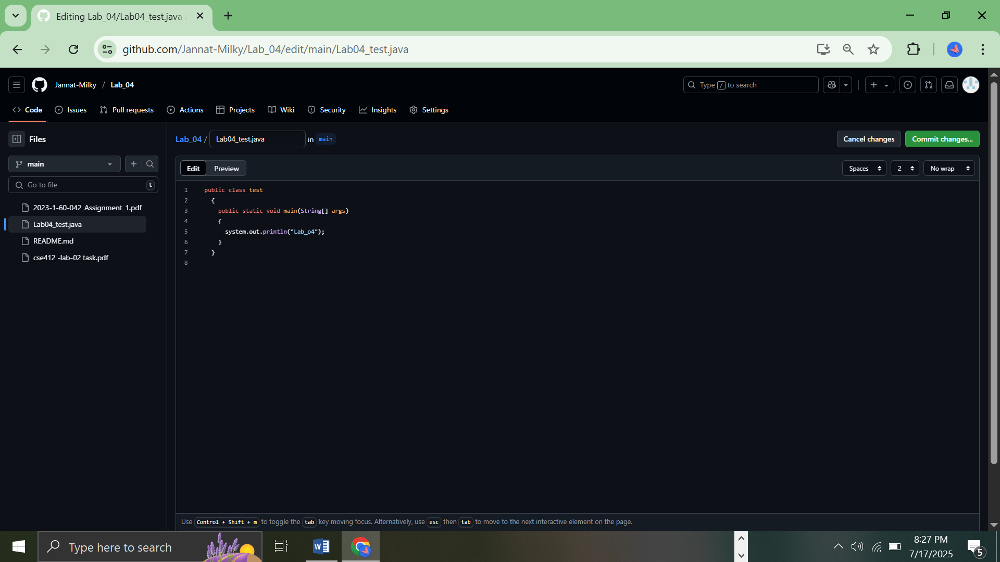 Editing Lab_04/Lab04_test.java a
github.com/Jannat-Milky/Lab_04/edit/main/Lab04_test.java
Jannat-Milky / Lab_04
Type / to search
Code
Issues
Pull requests
Actions
Projects
Wiki
Security
Insights
Settings
Files
main
Go to file
t
2023-1-60-042_Assignment_1.pdf
Lab04_test.java
README.md
cse412 -lab-02 task.pdf
Lab_04 / Lab04_test.java in main
Cancel changes
Commit changes...
Edit
Preview
Spaces
2
No wrap
1 public class test
2 {
3 public static void main(String[] args)
4 {
5 system.out.println("Lab_o4");
6 }
7 }
8
Use Control + Shift + m to toggle the tab key moving focus. Alternatively, use esc then tab to move to the next interactive element on the page.
Type here to search
8:27 PM
7/17/2025
5